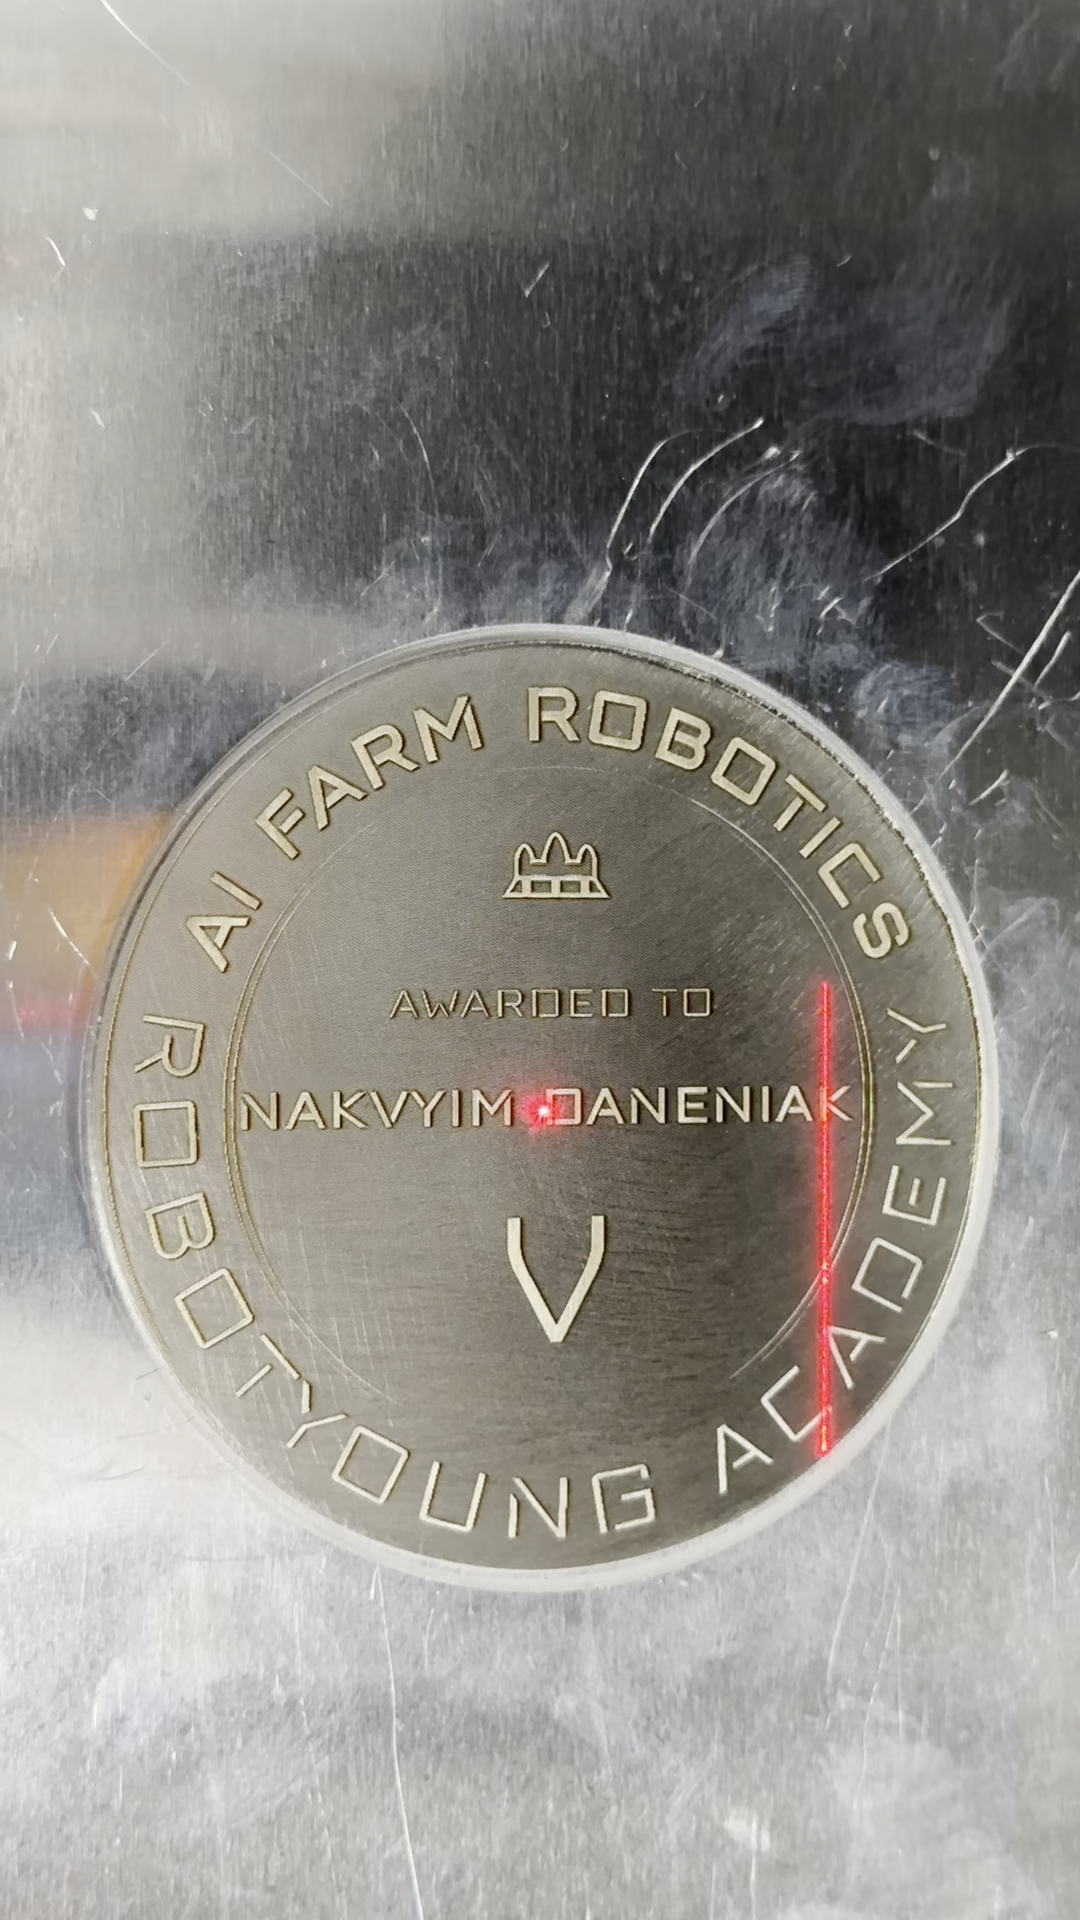 AI FARM ROBOTICS
AWARDED TO
NAKVYIM DANENIAK
V
ROBOTYOUNG ACADEMY